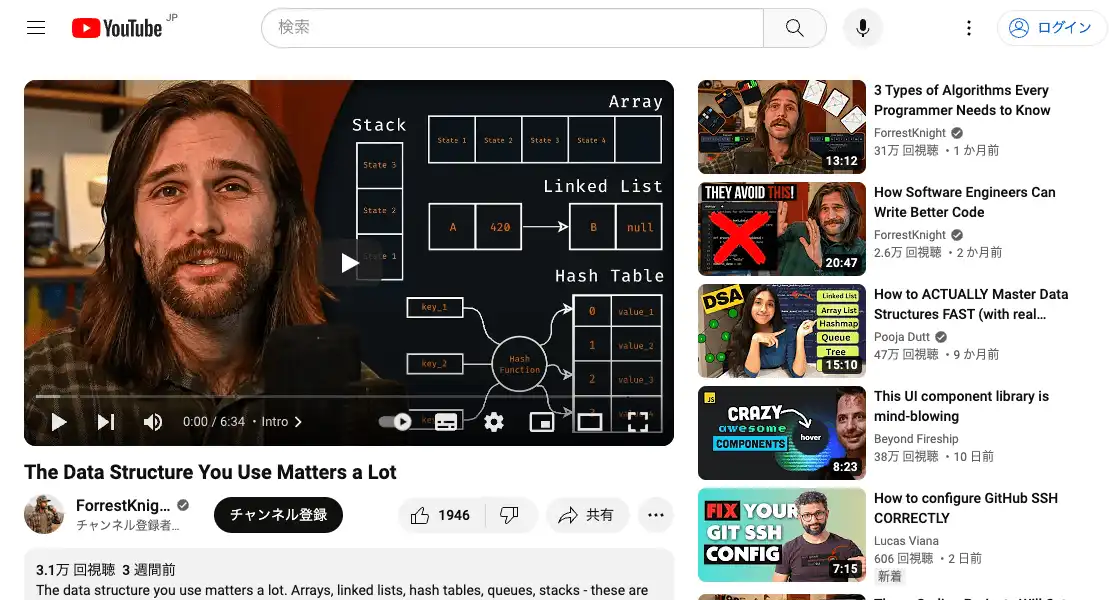 YouTube JP
検索
ログイン
Array
Stack
State 1 State 2 State 3 State 4
State 3
State 2
Linked List
A 420 B null
Hash Table
key_1
0 value_1
1 value_2
key_2
Hash
Function
2 value_3
0:00 / 6:34 • Intro
The Data Structure You Use Matters a Lot
ForrestKnig...
チャンネル登録者...
チャンネル登録
1946
共有
3.1万 回視聴 3 週間前
The data structure you use matters a lot. Arrays, linked lists, hash tables, queues, stacks - these are
13:12
3 Types of Algorithms Every
Programmer Needs to Know
ForrestKnight
31万 回視聴 • 1 か月前
THEY AVOID THIS!
20:47
How Software Engineers Can
Write Better Code
ForrestKnight
2.6万 回視聴 • 2 か月前
DSA
Linked List
Array List
Hashmap
Queue
Tree
15:10
How to ACTUALLY Master Data
Structures FAST (with real...
Pooja Dutt
47万 回視聴 • 9 か月前
JS
CRAZY
awesome
COMPONENTS
hover
8:23
This UI component library is
mind-blowing
Beyond Fireship
38万 回視聴 • 10 日前
FIX YOUR
GIT SSH
CONFIG
7:15
How to configure GitHub SSH
CORRECTLY
Lucas Viana
606 回視聴 • 2 日前
新着